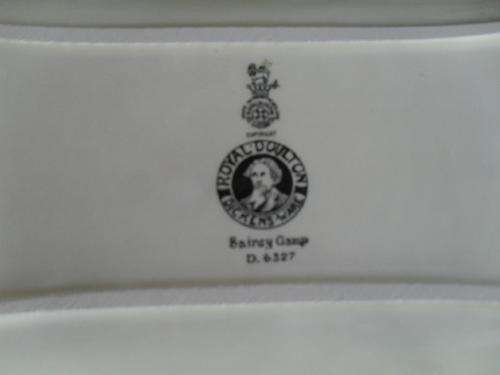 COPYRIGHT
ROYAL DOULTON
DICKENS WARE
Sairey Gamp
D. 6327